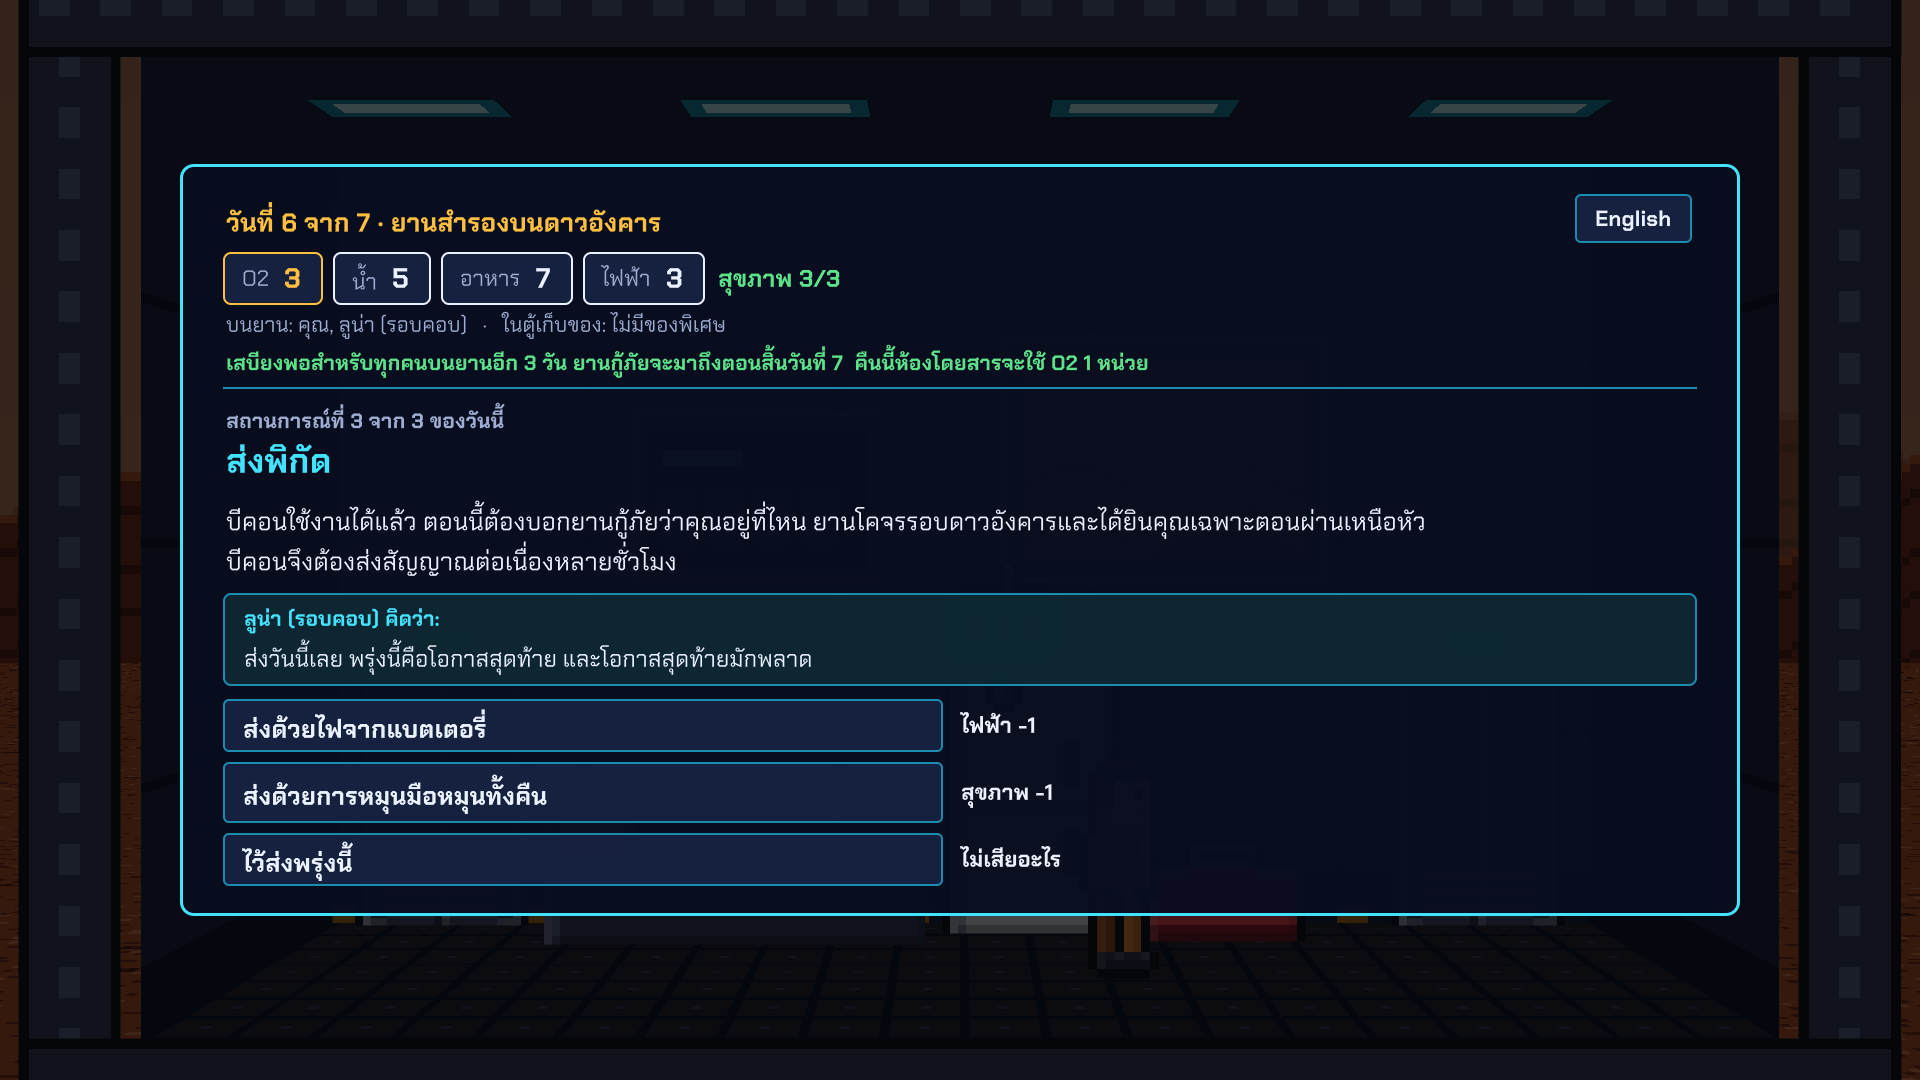 วันที่ 6 จาก 7 · ยานสำรองบนดาวอังคาร
English
O2 3 น้ำ 5 อาหาร 7 ไฟฟ้า 3 สุขภาพ 3/3
บนยาน: คุณ, ลูน่า (รอบคอบ) · ในตู้เก็บของ: ไม่มีของพิเศษ
เสบียงพอสำหรับทุกคนบนยานอีก 3 วัน ยานกู้ภัยจะมาถึงตอนสิ้นวันที่ 7 คืนนี้ห้องโดยสารจะใช้ O2 1 หน่วย
สถานการณ์ที่ 3 จาก 3 ของวันนี้
ส่งพิกัด
บีคอนใช้งานได้แล้ว ตอนนี้ต้องบอกยานกู้ภัยว่าคุณอยู่ที่ไหน ยานโคจรรอบดาวอังคารและได้ยินคุณเฉพาะตอนผ่านเหนือหัว
บีคอนจึงต้องส่งสัญญาณต่อเนื่องหลายชั่วโมง
ลูน่า (รอบคอบ) คิดว่า:
ส่งวันนี้เลย พรุ่งนี้คือโอกาสสุดท้าย และโอกาสสุดท้ายมักพลาด
ส่งด้วยไฟจากแบตเตอรี่ ไฟฟ้า -1
ส่งด้วยการหมุนมือหมุนทั้งคืน สุขภาพ -1
ไว้ส่งพรุ่งนี้ ไม่เสียอะไร